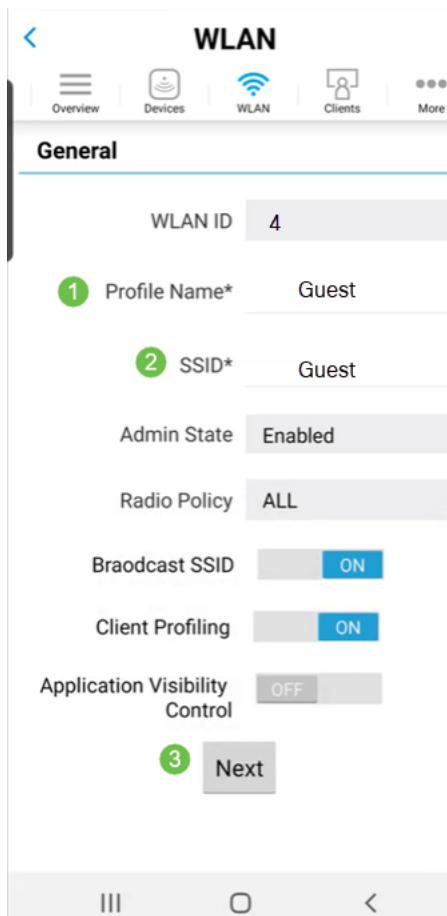 WLAN
Overview Devices WLAN Clients More
General
WLAN ID 4
1 Profile Name* Guest
2 SSID* Guest
Admin State Enabled
Radio Policy ALL
Braodcast SSID ON
Client Profiling ON
Application Visibility OFF
Control
3 Next